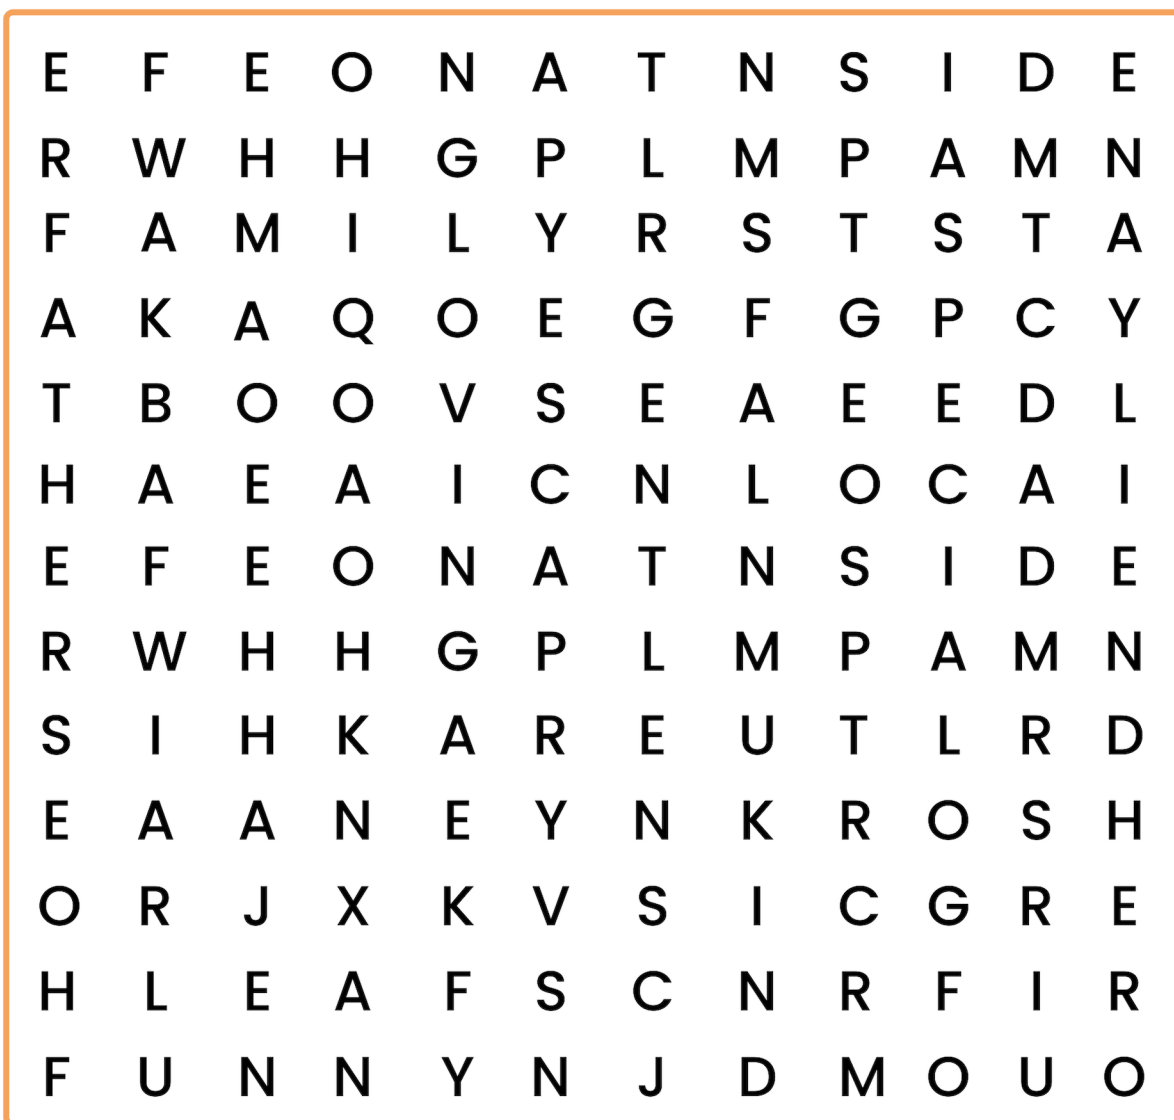 E F E O N A T N S I D E
R W H H G P L M P A M N
F A M I L Y R S T S T A
A K A Q O E G F G P C Y
T B O O V S E A E E D L
H A E A I C N L O C A I
E F E O N A T N S I D E
R W H H G P L M P A M N
S I H K A R E U T L R D
E A A N E Y N K R O S H
O R J X K V S I C G R E
H L E A F S C N R F I R
F U N N Y N J D M O U O